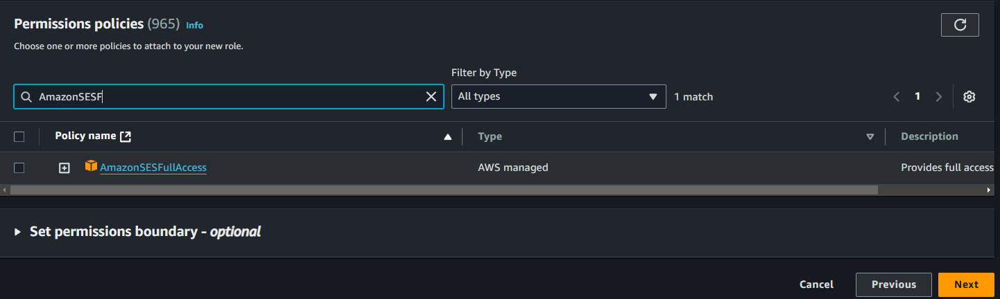 Permissions policies (965) Info
Choose one or more policies to attach to your new role.
Filter by Type
AmazonSESF
All types
1 match
1
Policy name
Type
Description
AmazonSESFullAccess
AWS managed
Provides full access
Set permissions boundary - optional
Cancel
Previous
Next